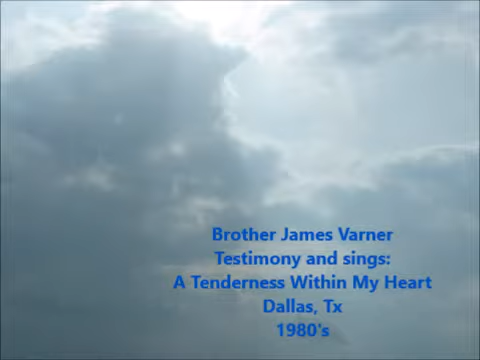 Brother James Varner
Testimony and sings:
A Tenderness Within My Heart
Dallas, Tx
1980's